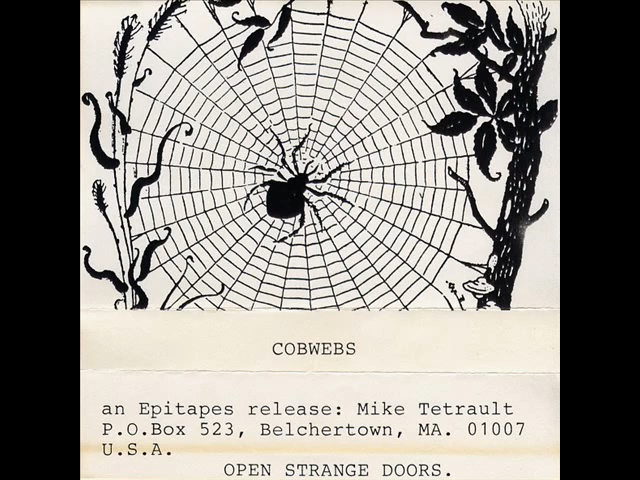 COBWEBS
an Epitapes release: Mike Tetrault
P.O.Box 523, Belchertown, MA. 01007
U.S.A.
OPEN STRANGE DOORS.